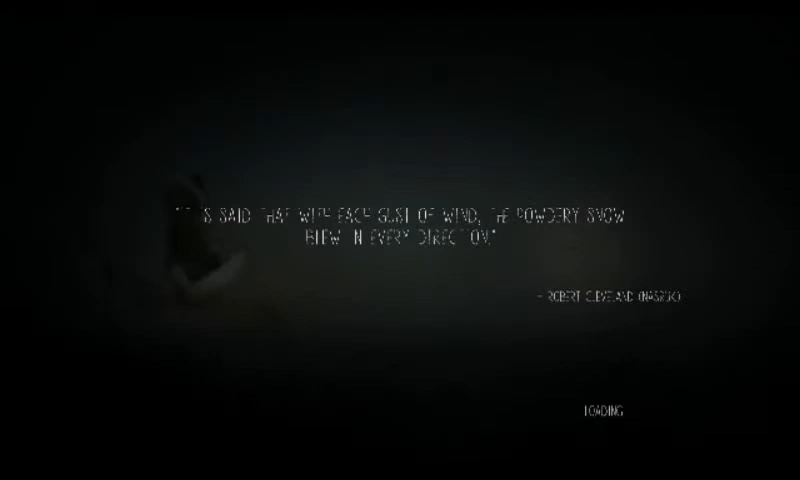 "IT IS SAID THAT WITH EACH GUST OF WIND, THE POWDERY SNOW
BLEW IN EVERY DIRECTION."
- ROBERT CLEVELAND (NASRUK)
LOADING